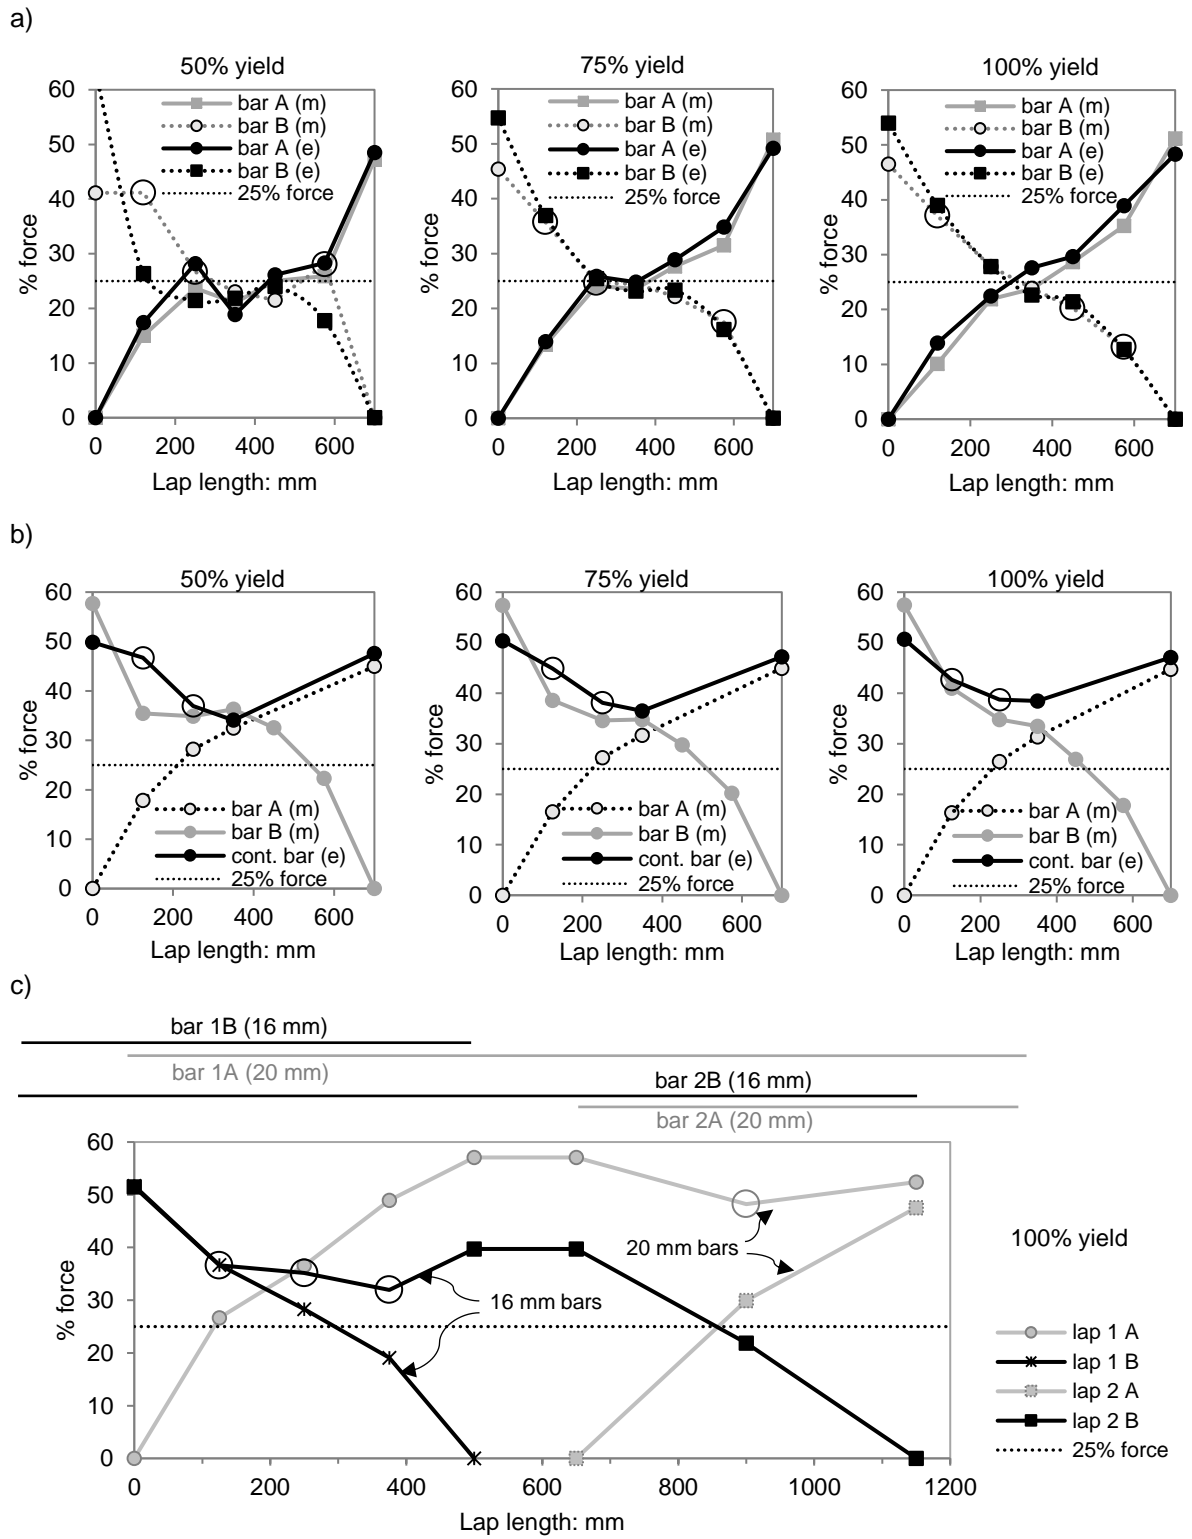 a)
50% yield
75% yield
100% yield
60
50
40
30
20
10
0
% force
bar A (m)
bar B (m)
bar A (e)
bar B (e)
25% force
0 200 400 600
Lap length: mm
60
50
40
30
20
10
0
% force
bar A (m)
bar B (m)
bar A (e)
bar B (e)
25% force
0 200 400 600
Lap length: mm
60
50
40
30
20
10
0
% force
bar A (m)
bar B (m)
bar A (e)
bar B (e)
25% force
0 200 400 600
Lap length: mm
b)
50% yield
75% yield
100% yield
60
50
40
30
20
10
0
% force
bar A (m)
bar B (m)
cont. bar (e)
25% force
0 200 400 600
Lap length: mm
60
50
40
30
20
10
0
% force
bar A (m)
bar B (m)
cont. bar (e)
25% force
0 200 400 600
Lap length: mm
60
50
40
30
20
10
0
% force
bar A (m)
bar B (m)
cont. bar (e)
25% force
0 200 400 600
Lap length: mm
c)
bar 1B (16 mm)
bar 1A (20 mm)
bar 2B (16 mm)
bar 2A (20 mm)
60
50
40
30
20
10
0
% force
20 mm bars
16 mm bars
100% yield
lap 1 A
lap 1 B
lap 2 A
lap 2 B
25% force
0 200 400 600 800 1000 1200
Lap length: mm